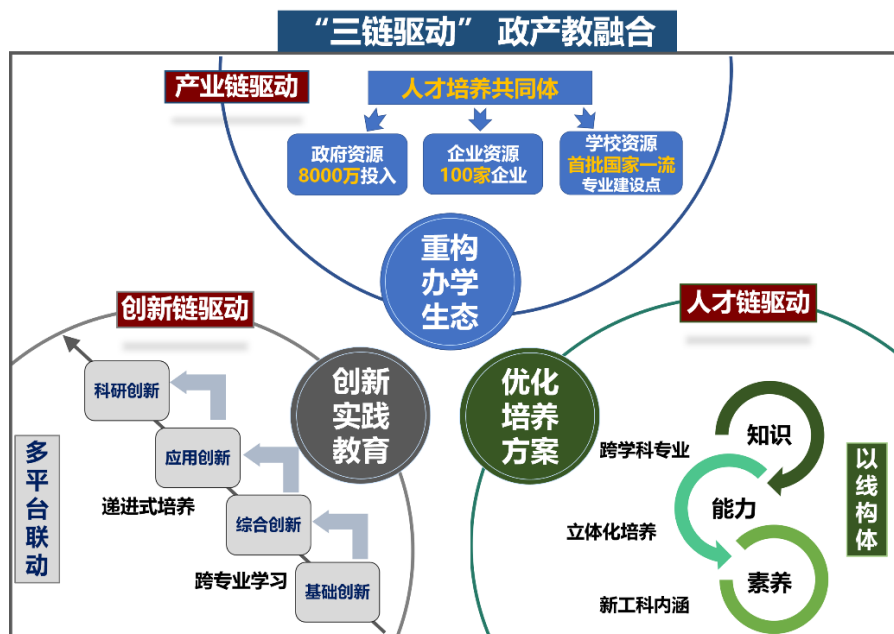 “三链驱动” 政产教融合
产业链驱动
人才培养共同体
政府资源
8000万投入
企业资源
100家企业
学校资源
首批国家一流
专业建设点
重构
办学
生态
创新链驱动
科研创新
应用创新
综合创新
基础创新
递进式培养
跨专业学习
多平台联动
创新
实践
教育
人才链驱动
优化
培养
方案
知识
能力
素养
跨学科专业
立体化培养
新工科内涵
以线构体